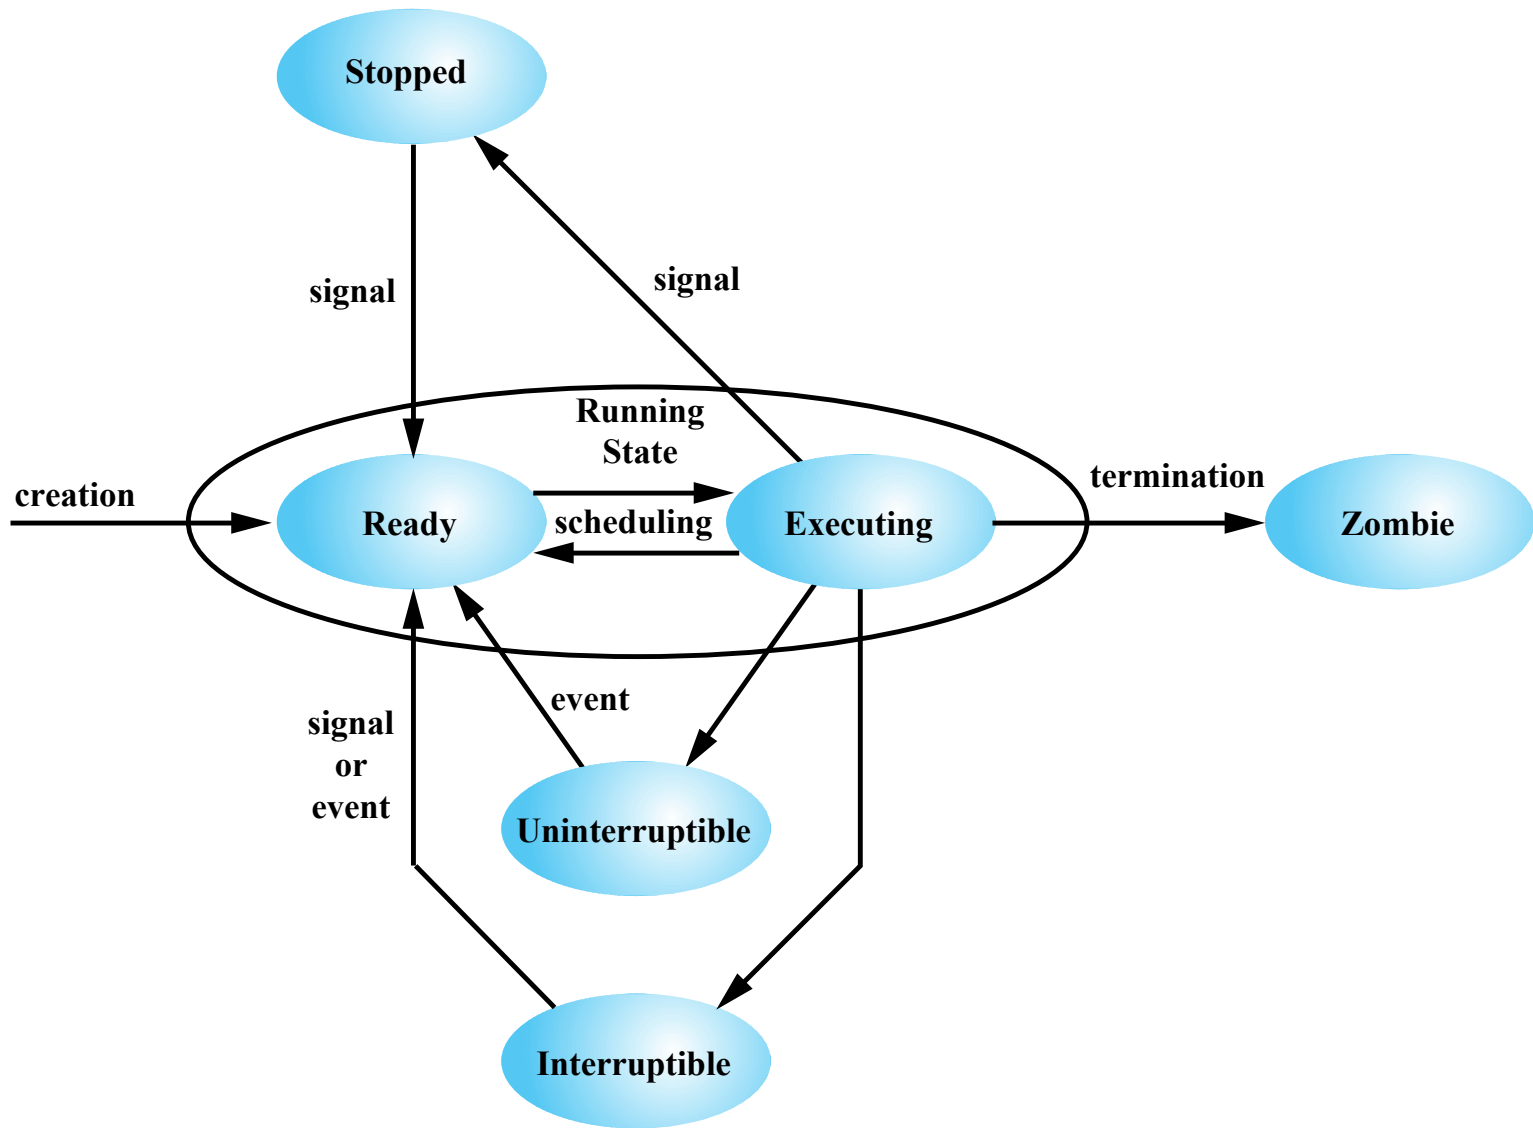 Stopped
signal
signal
Running
State
creation
termination
Ready
scheduling
Executing
Zombie
event
signal
or
event
Uninterruptible
Interruptible